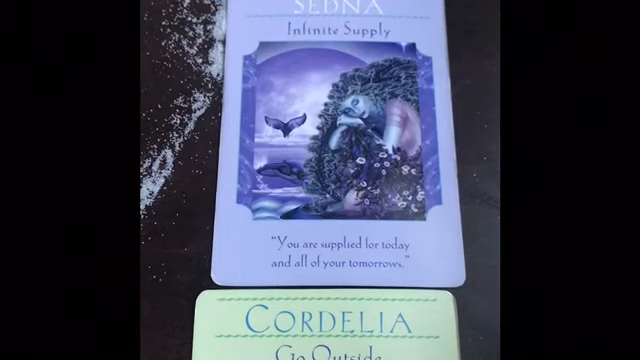 SEDNA
Infinite Supply
"You are supplied for today
and all of your tomorrows."
CORDELIA
Go Outside